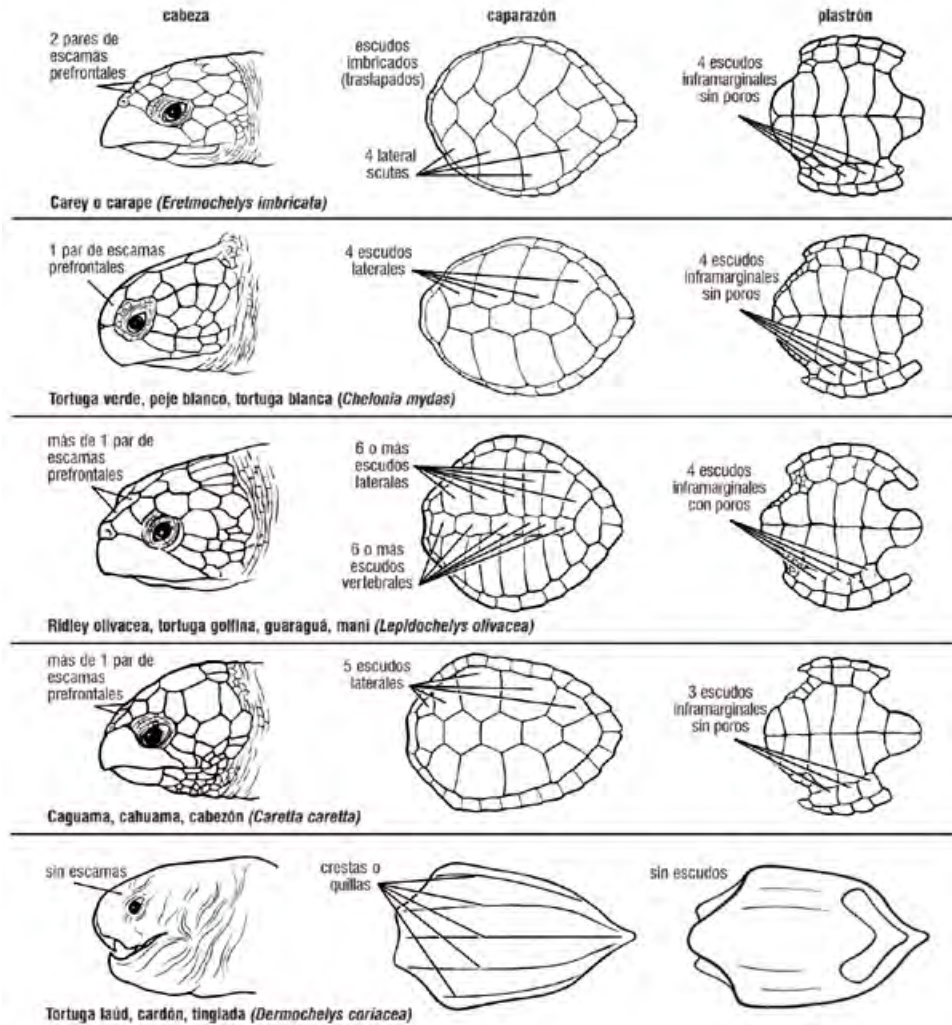 cabeza
caparazón
plastrón
2 pares de
escamas
prefrontales
escudos
imbricados
(traslapados)
4 lateral
scutes
4 escudos
inframarginales
sin poros
Carey o carape (Eretmochelys imbricata)
1 par de escamas
prefrontales
4 escudos
laterales
4 escudos
inframarginales
sin poros
Tortuga verde, peje blanco, tortuga blanca (Chelonia mydas)
más de 1 par de
escamas
prefrontales
6 o más
escudos
laterales
6 o más
escudos
vertebrales
4 escudos
inframarginales
con poros
Ridley olivacea, tortuga golfina, guaraguá, mani (Lepidochelys olivacea)
más de 1 par de
escamas
prefrontales
5 escudos
laterales
3 escudos
inframarginales
sin poros
Caguama, cahuama, cabezón (Caretta caretta)
sin escamas
crestas o
quillas
sin escudos
Tortuga laúd, cardón, tinglada (Dermochelys coriacea)